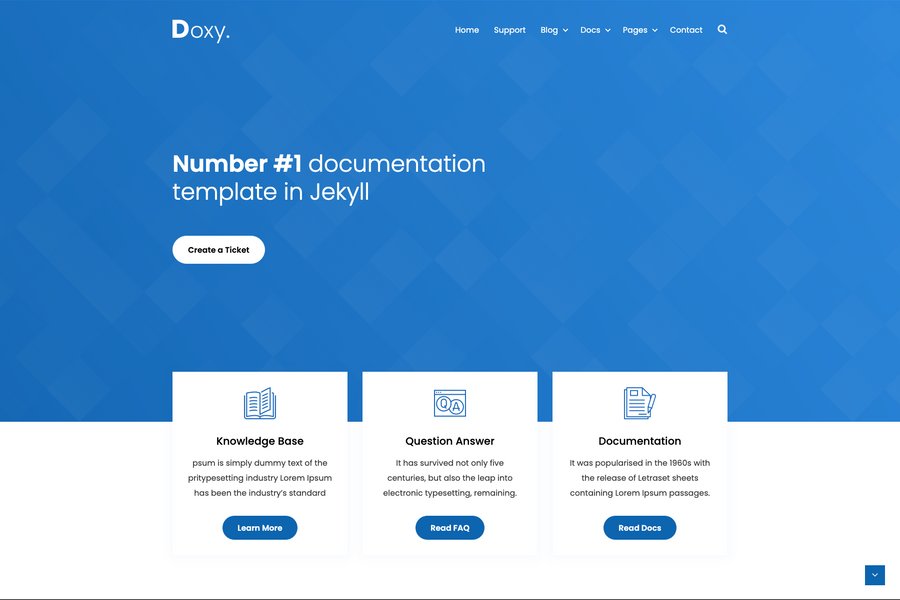 Doxy.
Home Support Blog Docs Pages Contact
Number #1 documentation
template in Jekyll
Create a Ticket
Knowledge Base
psum is simply dummy text of the
pritypesetting industry Lorem Ipsum
has been the industry's standard
Learn More
QA
Question Answer
It has survived not only five
centuries, but also the leap into
electronic typesetting, remaining.
Read FAQ
Documentation
It was popularised in the 1960s with
the release of Letraset sheets
containing Lorem Ipsum passages.
Read Docs